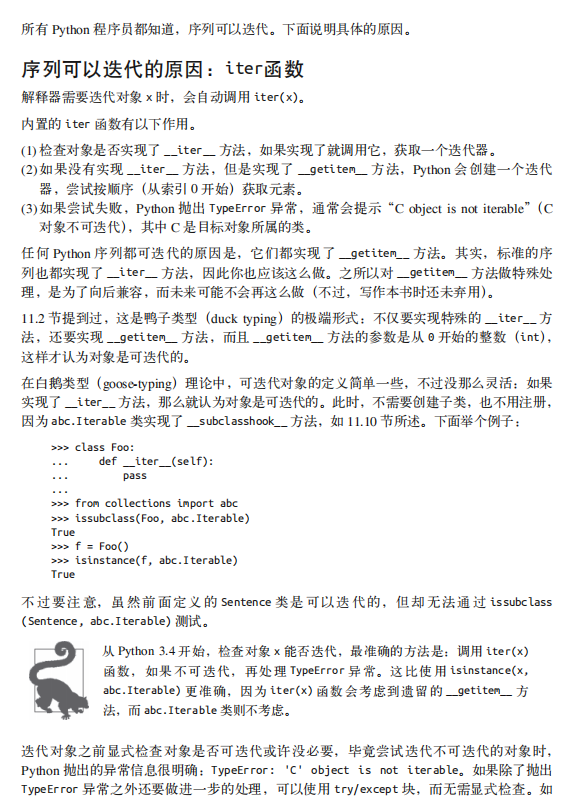 所有 Python 程序员都知道，序列可以迭代。下面说明具体的原因。
序列可以迭代的原因：iter函数
解释器需要迭代对象 x 时，会自动调用 iter(x)。
内置的 iter 函数有以下作用。
(1) 检查对象是否实现了 __iter__ 方法，如果实现了就调用它，获取一个迭代器。
(2) 如果没有实现 __iter__ 方法，但是实现了 __getitem__ 方法，Python 会创建一个迭代
器，尝试按顺序（从索引 0 开始）获取元素。
(3) 如果尝试失败，Python 抛出 TypeError 异常，通常会提示“C object is not iterable”（C
对象不可迭代），其中 C 是目标对象所属的类。
任何 Python 序列都可迭代的原因是，它们都实现了 __getitem__ 方法。其实，标准的序
列也都实现了 __iter__ 方法，因此你也应该这么做。之所以对 __getitem__ 方法做特殊处
理，是为了向后兼容，而未来可能不会再这么做（不过，写作本书时还未弃用）。
11.2 节提到过，这是鸭子类型（duck typing）的极端形式：不仅要实现特殊的 __iter__ 方
法，还要实现 __getitem__ 方法，而且 __getitem__ 方法的参数是从 0 开始的整数（int），
这样才认为对象是可迭代的。
在白鹅类型（goose-typing）理论中，可迭代对象的定义简单一些，不过没那么灵活：如果
实现了 __iter__ 方法，那么就认为对象是可迭代的。此时，不需要创建子类，也不用注册，
因为 abc.Iterable 类实现了 __subclasshook__ 方法，如 11.10 节所述。下面举个例子：
>>> class Foo:
...     def __iter__(self):
...         pass
...
>>> from collections import abc
>>> issubclass(Foo, abc.Iterable)
True
>>> f = Foo()
>>> isinstance(f, abc.Iterable)
True
不过要注意，虽然前面定义的 Sentence 类是可以迭代的，但却无法通过 issubclass
(Sentence, abc.Iterable) 测试。
从 Python 3.4 开始，检查对象 x 能否迭代，最准确的方法是：调用 iter(x)
函数，如果不可迭代，再处理 TypeError 异常。这比使用 isinstance(x,
abc.Iterable) 更准确，因为 iter(x) 函数会考虑到遗留的 __getitem__ 方
法，而 abc.Iterable 类则不考虑。
迭代对象之前显式检查对象是否可迭代或许没必要，毕竟尝试迭代不可迭代的对象时，
Python 抛出的异常信息很明确：TypeError: 'C' object is not iterable。如果除了抛出
TypeError 异常之外还要做进一步的处理，可以使用 try/except 块，而无需显式检查。如